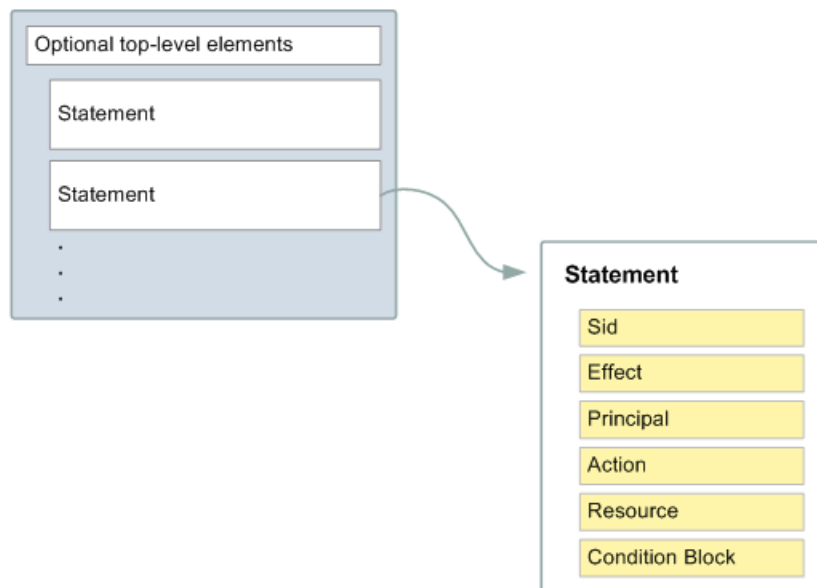 Optional top-level elements
Statement
Statement
.
.
.
Statement
Sid
Effect
Principal
Action
Resource
Condition Block